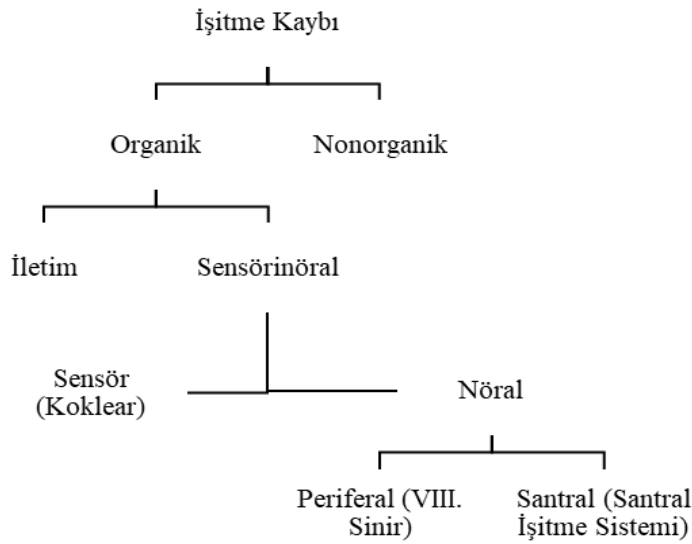 İşitme Kaybı
Organik
Nonorganik
İletim
Sensörinöral
Sensör
(Koklear)
Nöral
Periferal (VIII.
Sinir)
Santral (Santral
İşitme Sistemi)